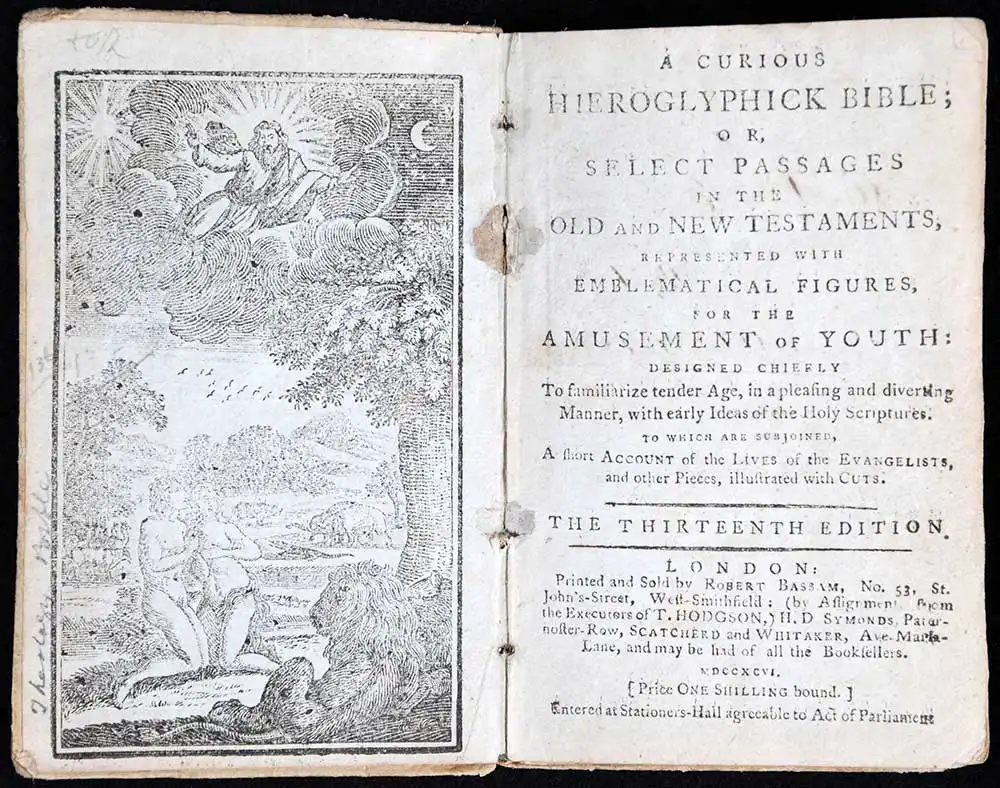 A CURIOUS
HIEROGLYPHICK BIBLE;
OR,
SELECT PASSAGES
IN THE
OLD AND NEW TESTAMENTS,
REPRESENTED WITH
EMBLEMATICAL FIGURES,
FOR THE
AMUSEMENT OF YOUTH:
DESIGNED CHIEFLY
To familiarize tender Age, in a pleaſing and diverting
Manner, with early Ideas of the Holy Scriptures.
TO WHICH ARE SUBJOINED,
A ſhort ACCOUNT of the LIVES of the EVANGELISTS,
and other Pieces, illuſtrated with CUTS.
THE THIRTEENTH EDITION.
LONDON:
Printed and Sold by ROBERT BASSAM, No. 53, St.
John's-Street, Weſt-Smithfield: (by Aſſignment from
the Executors of T. HODGSON,) H. D SYMONDS, Pater-
noſter-Row, SCATCHERD and WHITAKER, Ave-Maria-
Lane, and may be had of all the Bookſellers.
MDCCXCVI.
[Price ONE SHILLING bound.]
Entered at Stationers-Hall agreeable to Act of Parliament